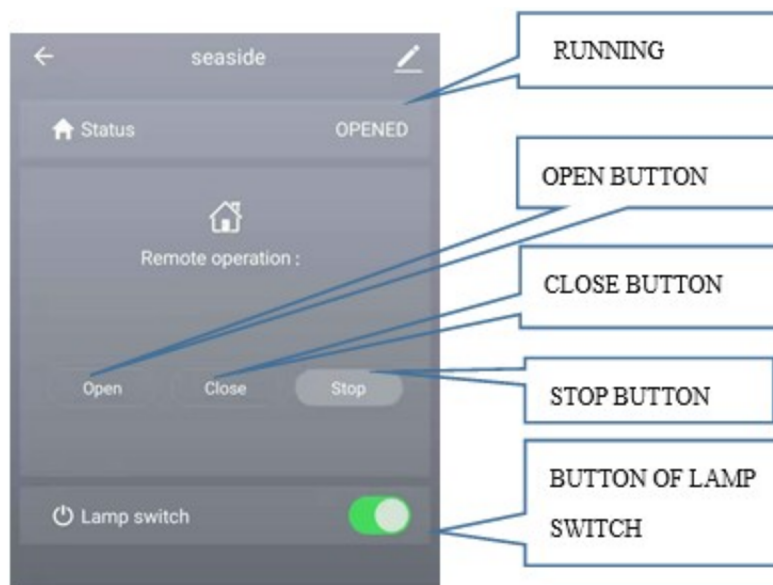 seaside
Status
OPENED
Remote operation :
Open
Close
Stop
Lamp switch
RUNNING
OPEN BUTTON
CLOSE BUTTON
STOP BUTTON
BUTTON OF LAMP
SWITCH